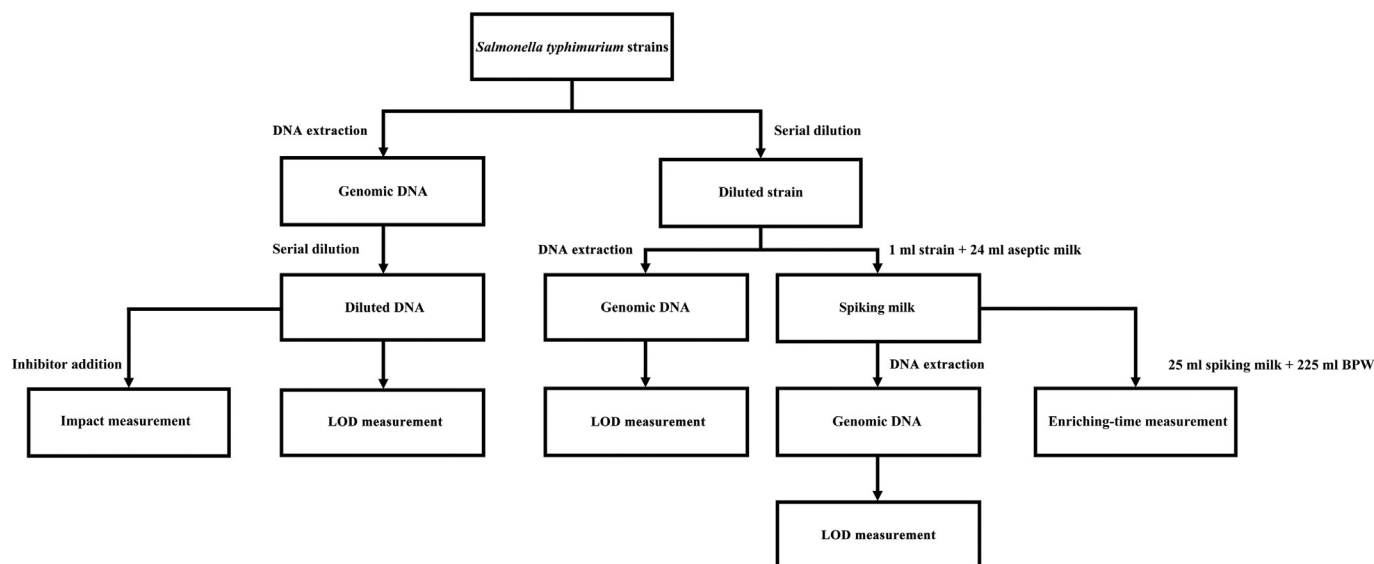 Salmonella typhimurium strains
DNA extraction
Serial dilution
Genomic DNA
Diluted strain
Serial dilution
DNA extraction
1 ml strain + 24 ml aseptic milk
Diluted DNA
Genomic DNA
Spiking milk
Inhibitor addition
DNA extraction
25 ml spiking milk + 225 ml BPW
Impact measurement
LOD measurement
LOD measurement
Genomic DNA
Enriching-time measurement
LOD measurement